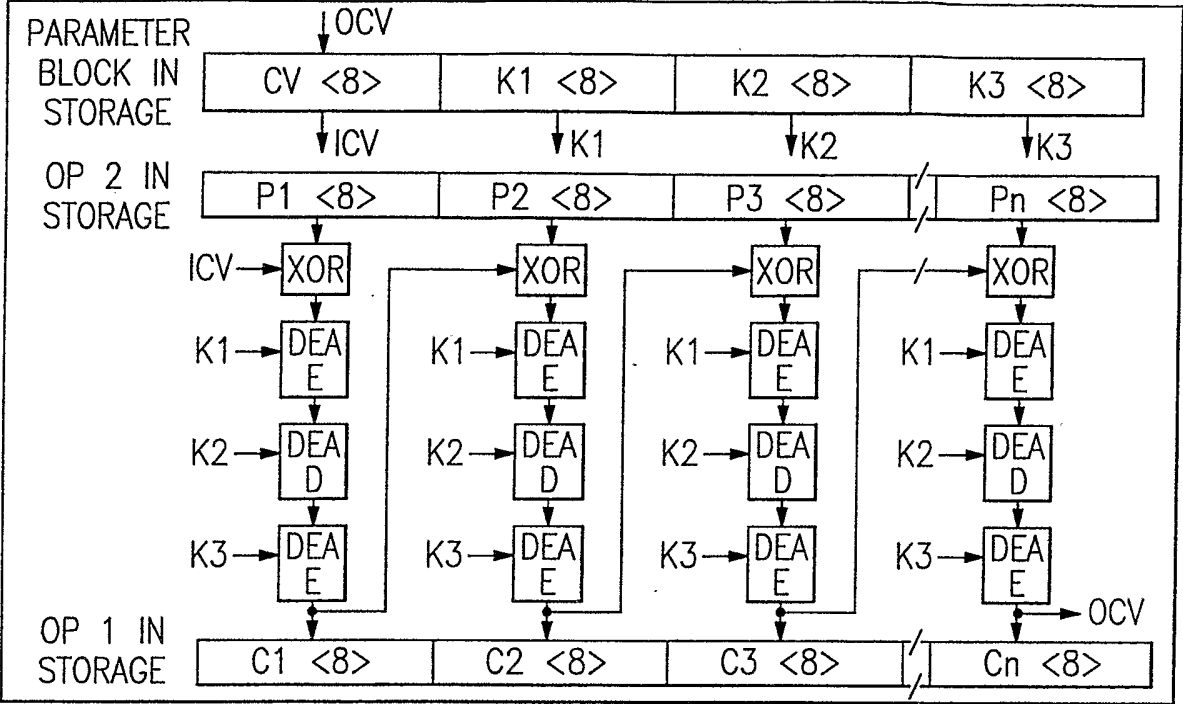 OCV
PARAMETER
BLOCK IN
STORAGE
CV <8> K1 <8> K2 <8> K3 <8>
ICV K1 K2 K3
OP 2 IN
STORAGE
P1 <8> P2 <8> P3 <8> Pn <8>
ICV XOR XOR XOR XOR
K1 DEA K1 DEA K1 DEA K1 DEA
E E E E
K2 DEA K2 DEA K2 DEA K2 DEA
D D D D
K3 DEA K3 DEA K3 DEA K3 DEA
E E E E
OCV
OP 1 IN
STORAGE
C1 <8> C2 <8> C3 <8> Cn <8>